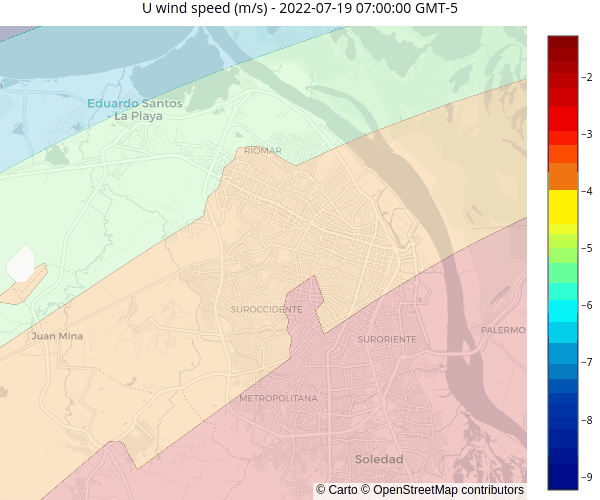 U wind speed (m/s) - 2022-07-19 07:00:00 GMT-5
Eduardo Santos
- La Playa
RIOMAR
SUROCCIDENTE
Juan Mina
SURORIENTE
PALERMO
METROPOLITANA
Soledad
© Carto © OpenStreetMap contributors
−2
−3
−4
−5
−6
−7
−8
−9